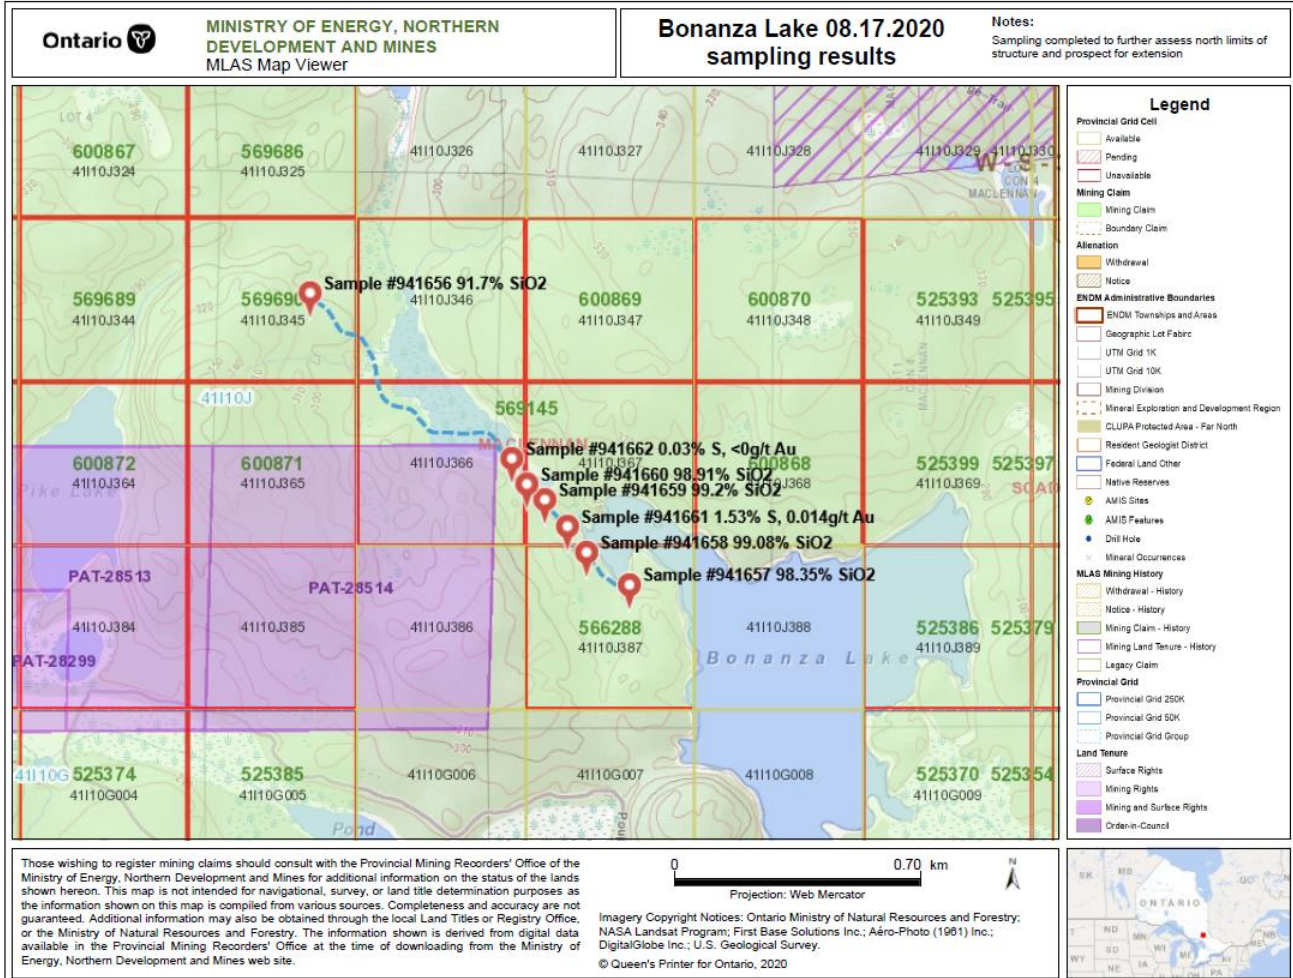 Ontario
MINISTRY OF ENERGY, NORTHERN
DEVELOPMENT AND MINES
MLAS Map Viewer
Bonanza Lake 08.17.2020
sampling results
Notes:
Sampling completed to further assess north limits of
structure and prospect for extension
LOT 4
600867
41I10J324
569686
41I10J325
41I10J326
41I10J327
41I10J328
41I10J329
41I10J330
CON 4
MACLENNAN
569689
41I10J344
569690
41I10J345
Sample #941656 91.7% SiO2
41I10J346
600869
41I10J347
600870
41I10J348
525393
41I10J349
525395
41I10J
569145
MACLENNAN
600872
41I10J364
600871
41I10J365
41I10J366
Sample #941662 0.03% S, <0g/t Au
41I10J367
Sample #941660 98.91% SiO2
600868
41I10J368
Sample #941659 99.2% SiO2
525399
41I10J369
525397
Pike Lake
Sample #941661 1.53% S, 0.014g/t Au
Sample #941658 99.08% SiO2
Sample #941657 98.35% SiO2
PAT-28513
PAT-28514
41I10J384
41I10J385
41I10J386
566288
41I10J387
41I10J388
525386
41I10J389
525379
PAT-28299
Bonanza Lake
41I10G
525374
41I10G004
525385
41I10G005
41I10G006
41I10G007
41I10G008
525370
41I10G009
525354
Pond
Legend
Provincial Grid Cell
Available
Pending
Unavailable
Mining Claim
Mining Claim
Boundary Claim
Alienation
Withdrawal
Notice
ENDM Administrative Boundaries
ENDM Townships and Areas
Geographic Lot Fabirc
UTM Grid 1K
UTM Grid 10K
Mining Division
Mineral Exploration and Development Region
CLUPA Protected Area - Far North
Resident Geologist District
Federal Land Other
Native Reserves
AMIS Sites
AMIS Features
Drill Hole
Mineral Occurrences
MLAS Mining History
Withdrawal - History
Notice - History
Mining Claim - History
Mining Land Tenure - History
Legacy Claim
Provincial Grid
Provincial Grid 250K
Provincial Grid 50K
Provincial Grid Group
Land Tenure
Surface Rights
Mining Rights
Mining and Surface Rights
Order-in-Council
Those wishing to register mining claims should consult with the Provincial Mining Recorders' Office of the
Ministry of Energy, Northern Development and Mines for additional information on the status of the lands
shown hereon. This map is not intended for navigational, survey, or land title determination purposes as
the information shown on this map is compiled from various sources. Completeness and accuracy are not
guaranteed. Additional information may also be obtained through the local Land Titles or Registry Office,
or the Ministry of Natural Resources and Forestry. The information shown is derived from digital data
available in the Provincial Mining Recorders' Office at the time of downloading from the Ministry of
Energy, Northern Development and Mines web site.
0 0.70 km
Projection: Web Mercator
N
Imagery Copyright Notices: Ontario Ministry of Natural Resources and Forestry;
NASA Landsat Program; First Base Solutions Inc.; Aéro-Photo (1961) Inc.;
DigitalGlobe Inc.; U.S. Geological Survey.
© Queen's Printer for Ontario, 2020
ONTARIO